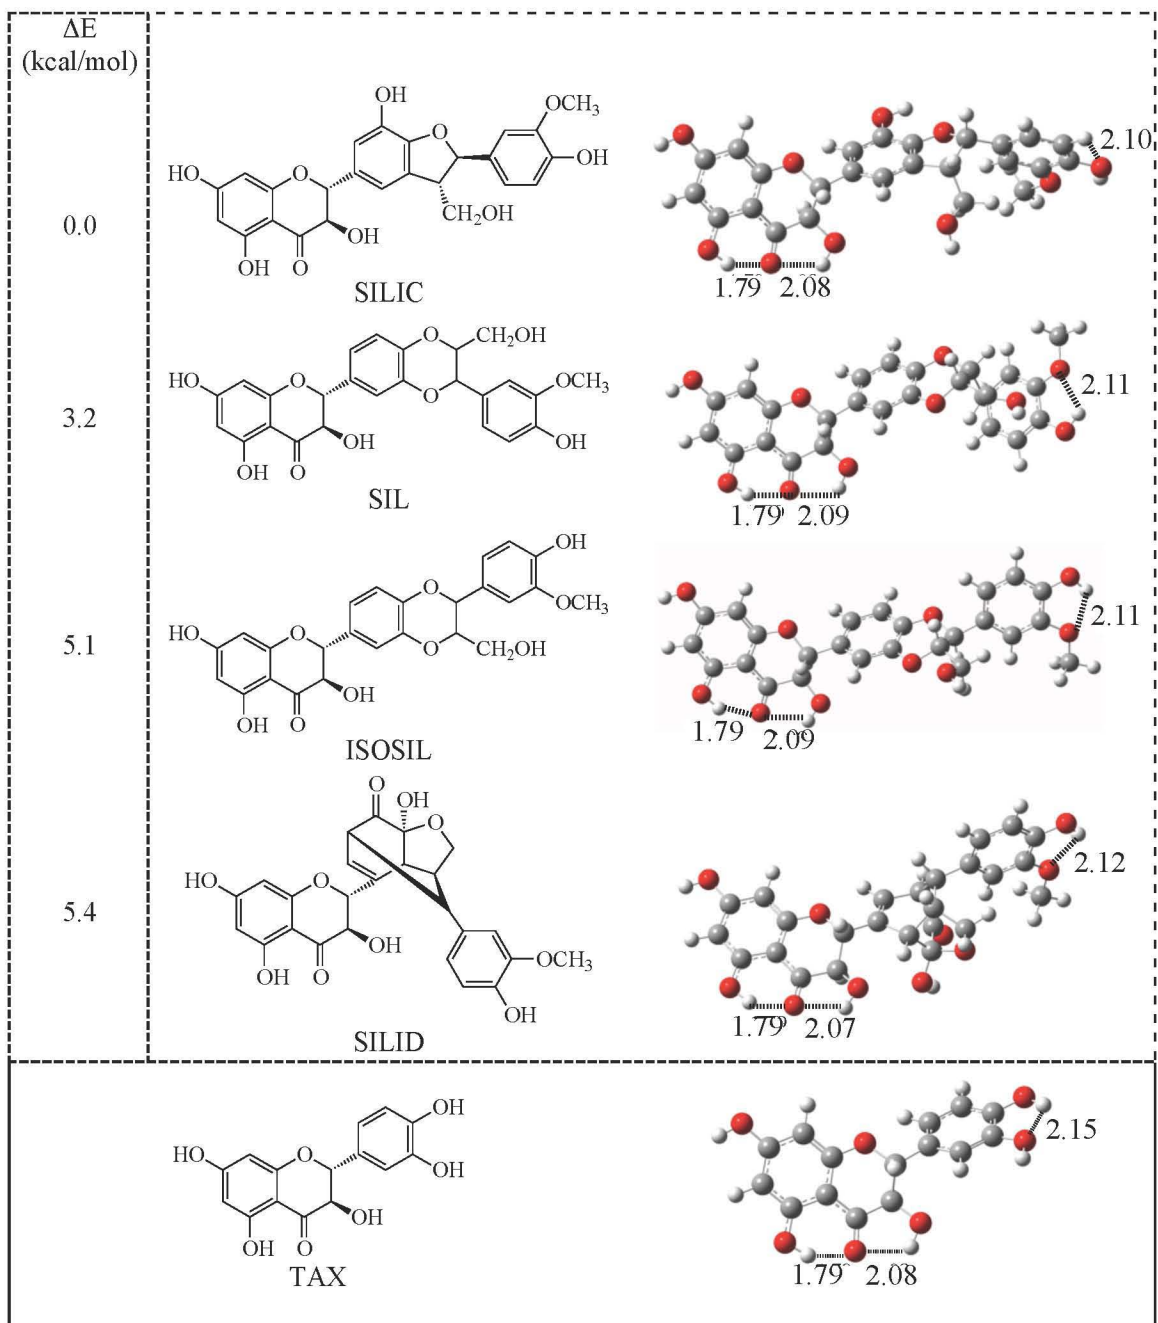 ΔE
(kcal/mol)
0.0
OH
O
OCH₃
OH
HO
O
OH
O
OH
CH₂OH
SILIC
2.10
1.79 2.08
3.2
O
CH₂OH
HO
O
O
OCH₃
OH
OH
O
OH
SIL
2.11
1.79 2.09
5.1
OH
O
OCH₃
HO
O
O
CH₂OH
OH
OH
O
ISOSIL
2.11
1.79 2.09
5.4
O
OH
O
HO
O
OH
OH
O
OCH₃
OH
SILID
2.12
1.79 2.07
OH
HO
O
OH
OH
OH
O
TAX
2.15
1.79 2.08